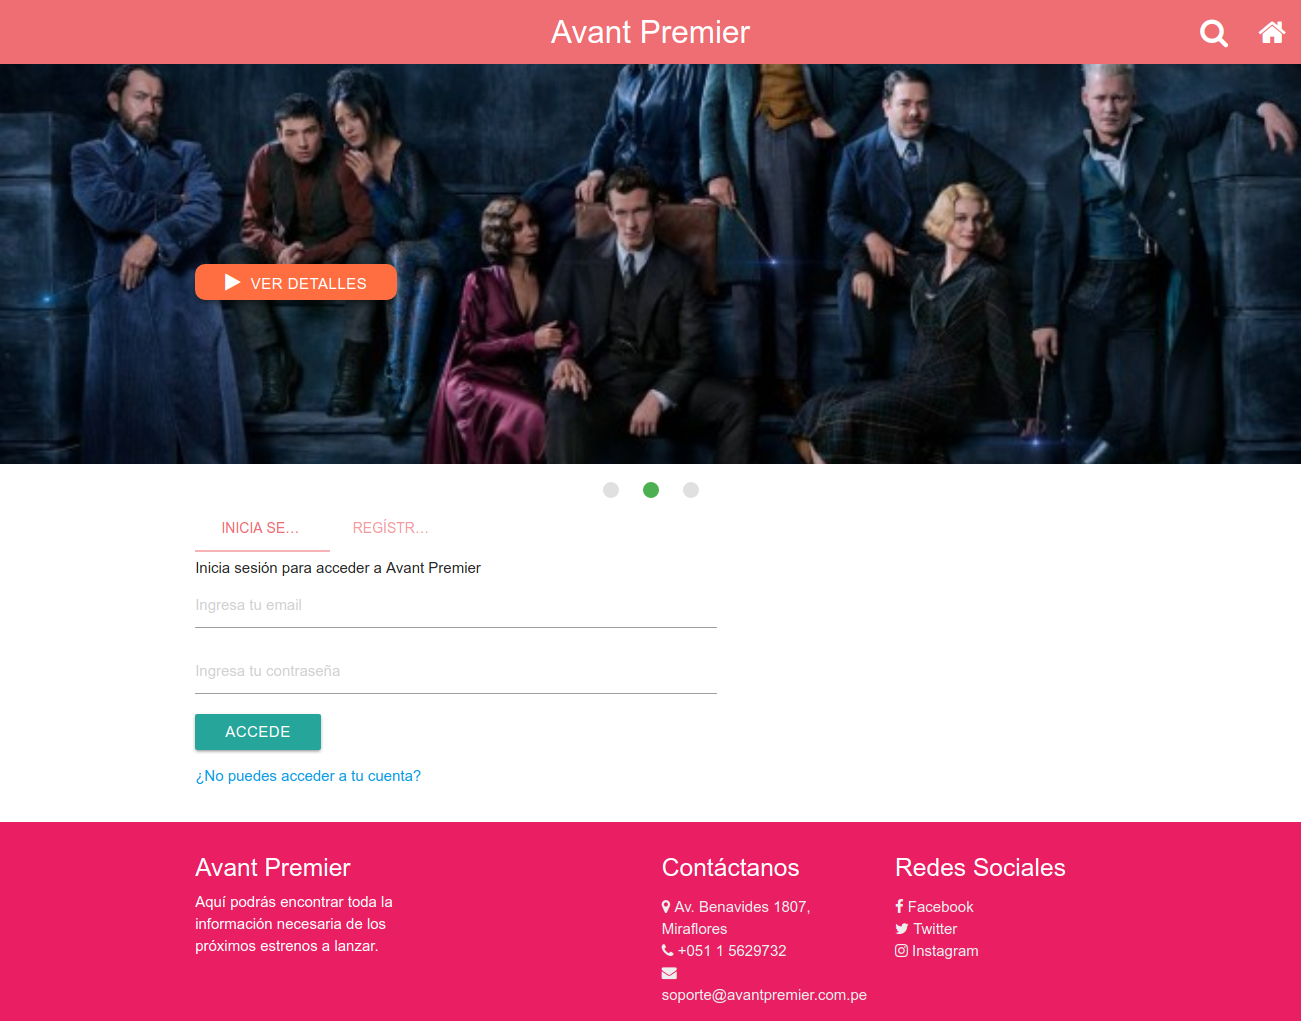 Avant Premier
VER DETALLES
INICIA SE...
REGÍSTR...
Inicia sesión para acceder a Avant Premier
Ingresa tu email
Ingresa tu contraseña
ACCEDE
¿No puedes acceder a tu cuenta?
Avant Premier
Aquí podrás encontrar toda la
información necesaria de los
próximos estrenos a lanzar.
Contáctanos
Av. Benavides 1807,
Miraflores
+051 1 5629732
soporte@avantpremier.com.pe
Redes Sociales
Facebook
Twitter
Instagram